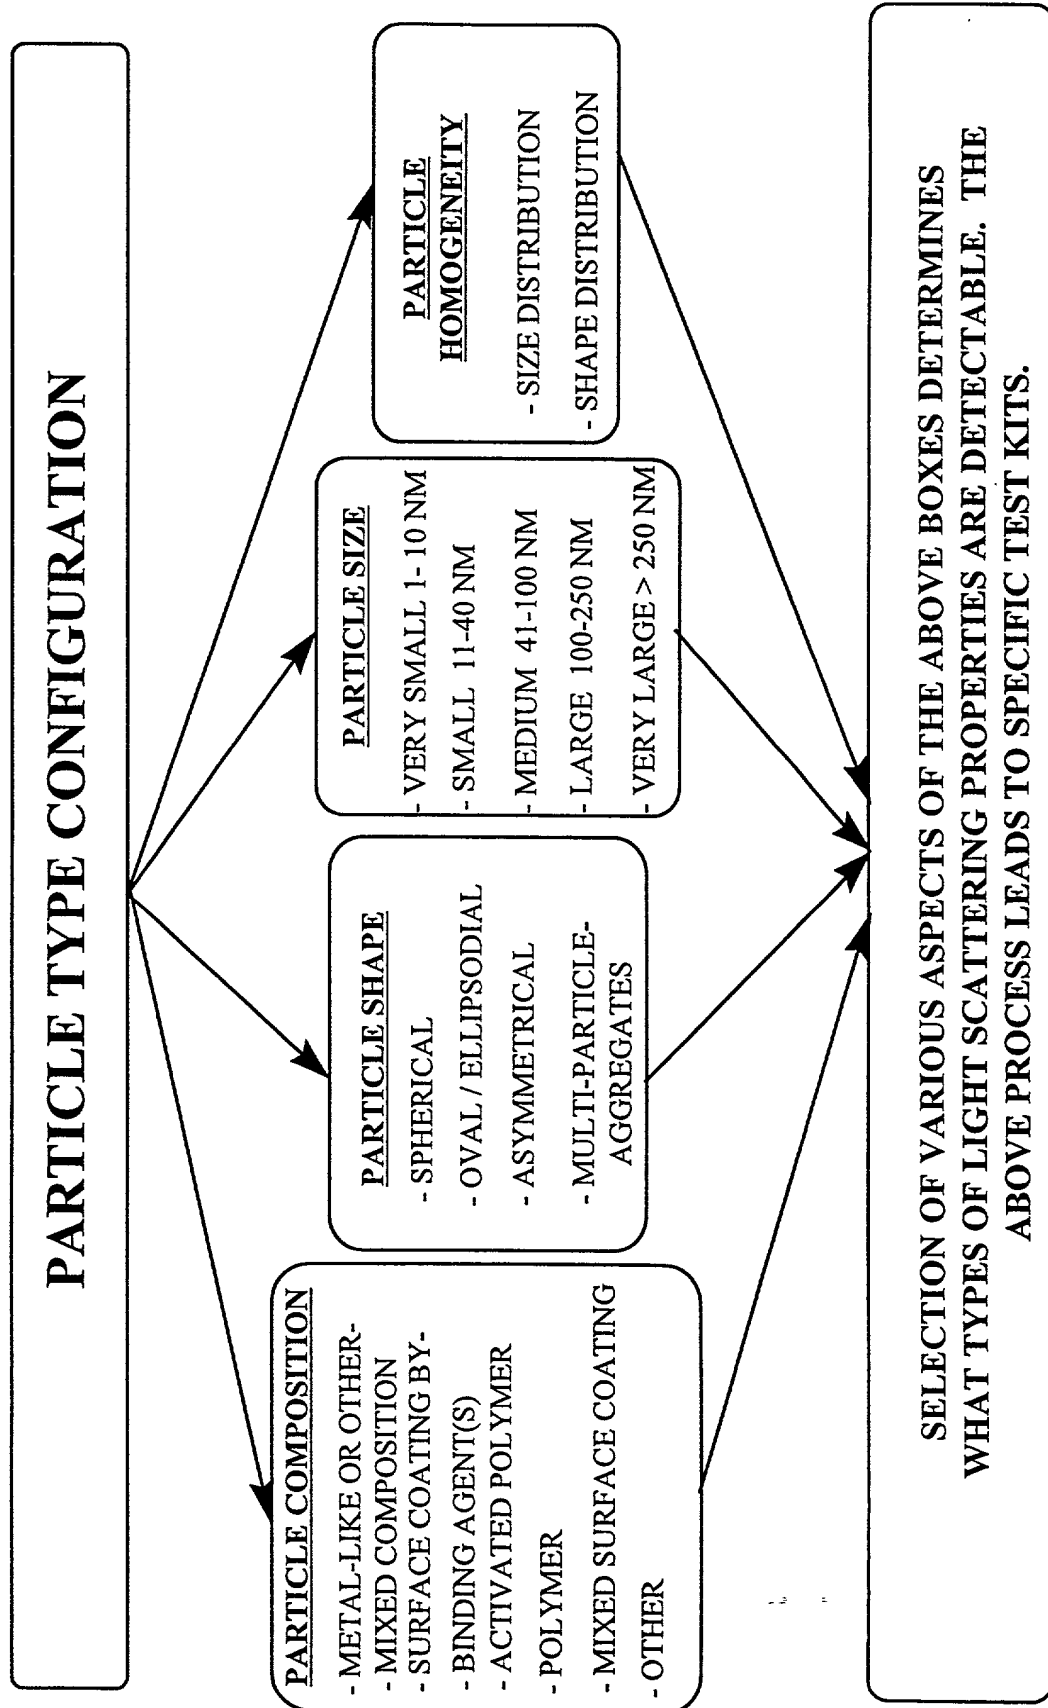 PARTICLE TYPE CONFIGURATION
PARTICLE COMPOSITION
- METAL-LIKE OR OTHER-
- MIXED COMPOSITION
- SURFACE COATING BY-
- BINDING AGENT(S)
- ACTIVATED POLYMER
- POLYMER
- MIXED SURFACE COATING
- OTHER
PARTICLE SHAPE
- SPHERICAL
- OVAL / ELLIPSODIAL
- ASYMMETRICAL
- MULTI-PARTICLE-
AGGREGATES
PARTICLE SIZE
- VERY SMALL 1- 10 NM
- SMALL 11-40 NM
- MEDIUM 41-100 NM
- LARGE 100-250 NM
- VERY LARGE > 250 NM
PARTICLE
HOMOGENEITY
- SIZE DISTRIBUTION
- SHAPE DISTRIBUTION
SELECTION OF VARIOUS ASPECTS OF THE ABOVE BOXES DETERMINES
WHAT TYPES OF LIGHT SCATTERING PROPERTIES ARE DETECTABLE. THE
ABOVE PROCESS LEADS TO SPECIFIC TEST KITS.